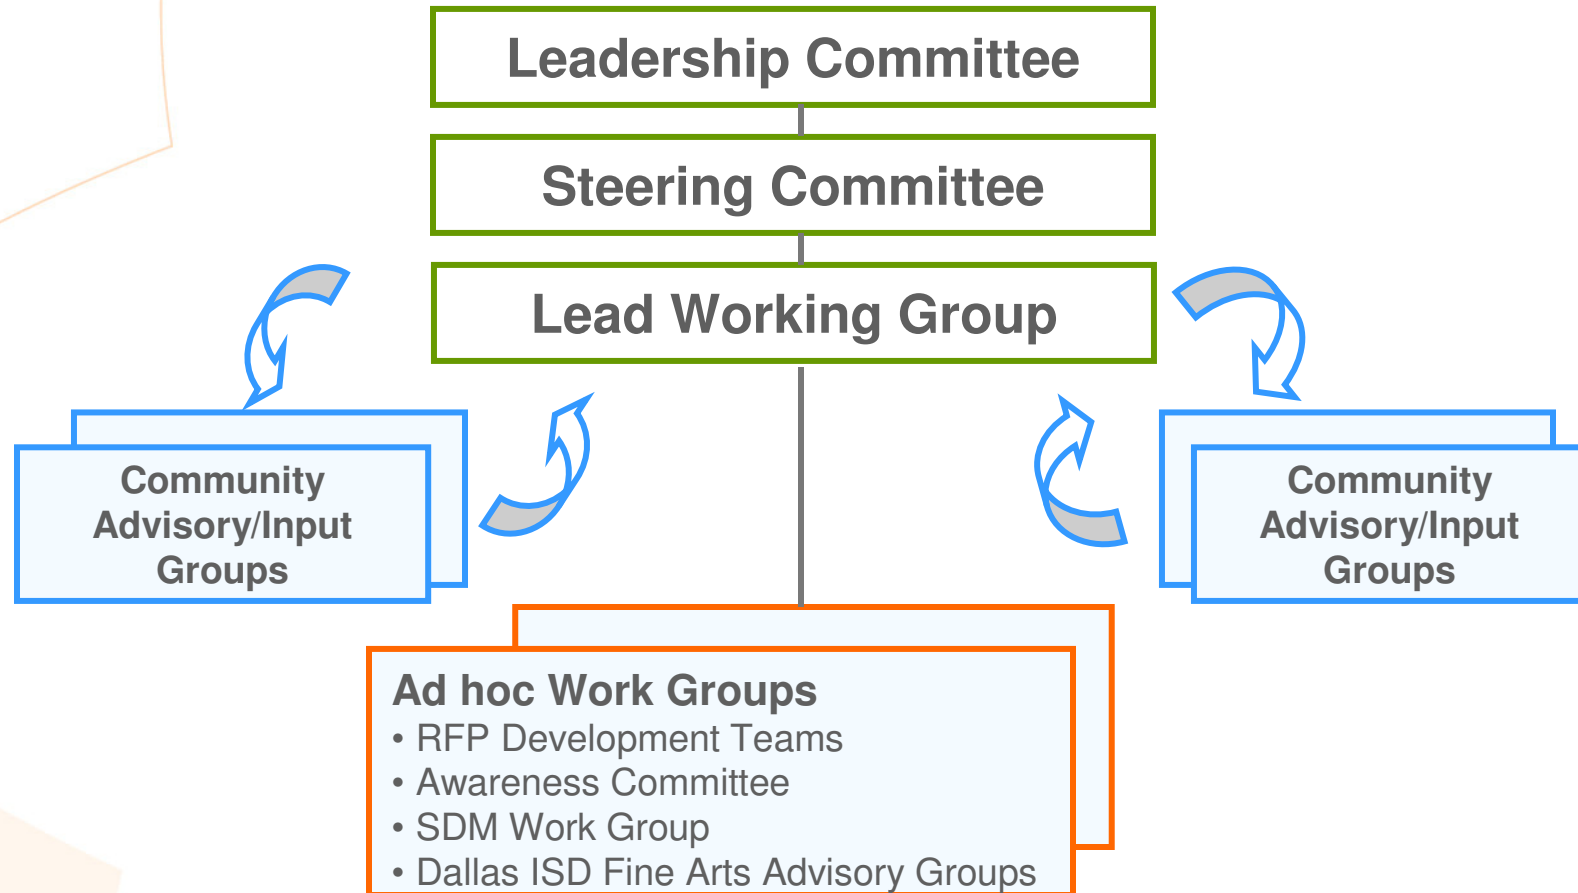 Leadership Committee
Steering Committee
Lead Working Group
Community
Advisory/Input
Groups
Community
Advisory/Input
Groups
Ad hoc Work Groups
• RFP Development Teams
• Awareness Committee
• SDM Work Group
• Dallas ISD Fine Arts Advisory Groups